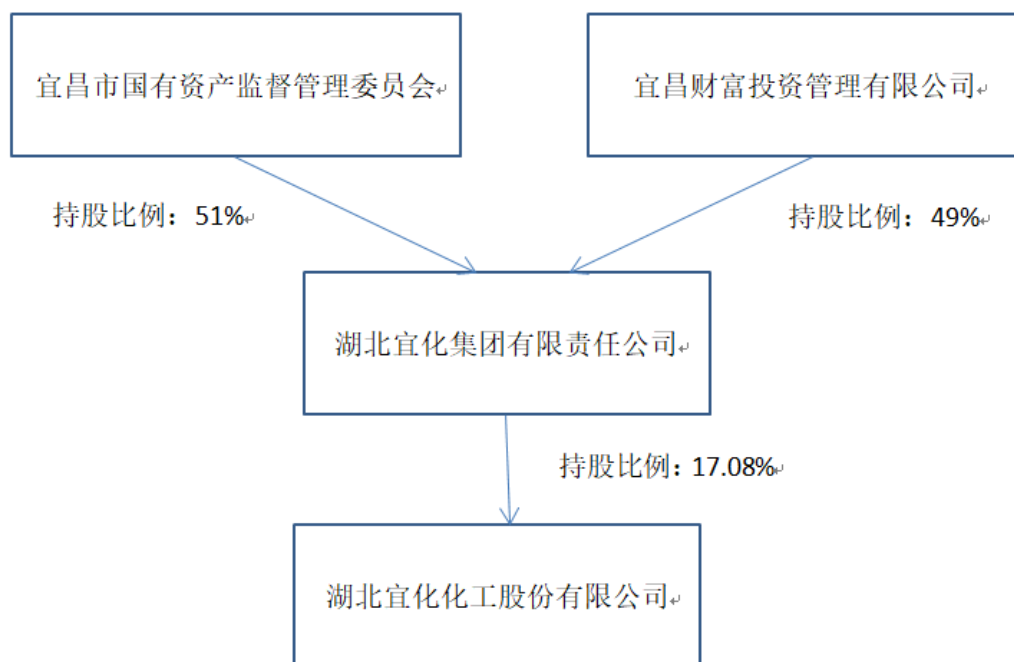 宜昌市国有资产监督管理委员会
宜昌财富投资管理有限公司
持股比例：51%
持股比例：49%
湖北宜化集团有限责任公司
持股比例：17.08%
湖北宜化化工股份有限公司